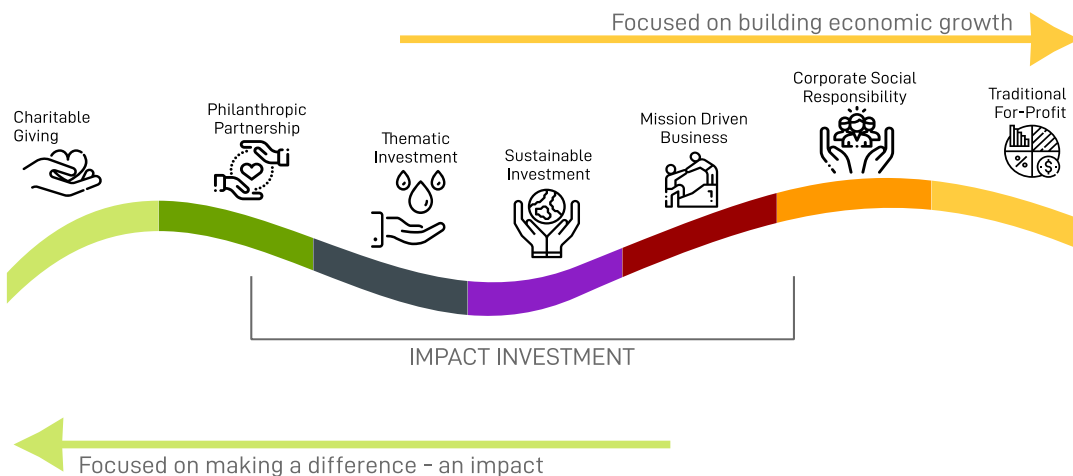 Focused on building economic growth
Charitable
Giving
Philanthropic
Partnership
Thematic
Investment
Sustainable
Investment
Mission Driven
Business
Corporate Social
Responsibility
Traditional
For-Profit
%
$
IMPACT INVESTMENT
Focused on making a difference - an impact